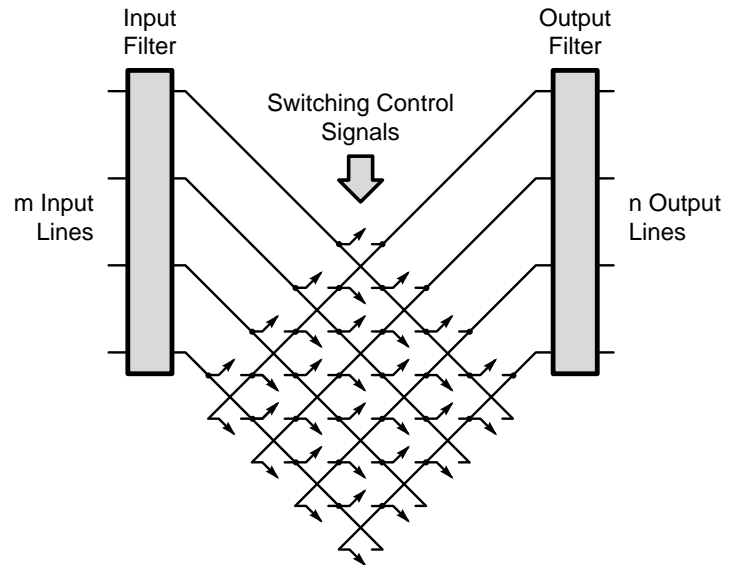 Input
Filter
Output
Filter
Switching Control
Signals
m Input
Lines
n Output
Lines